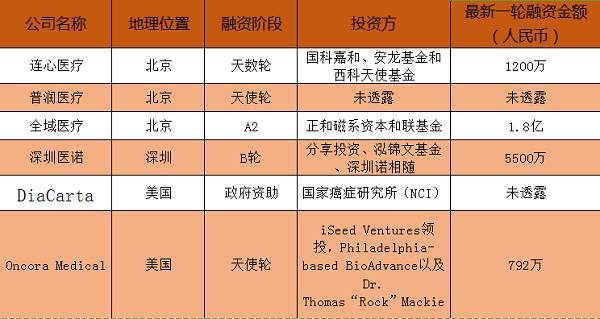 公司名称 地理位置 融资阶段 投资方 最新一轮融资金额
（人民币）
连心医疗 北京 天数轮 国科嘉和、安龙基金和
西科天使基金 1200万
普润医疗 北京 天使轮 未透露 未透露
全域医疗 北京 A2 正和磁系资本和联基金 1.8亿
深圳医诺 深圳 B轮 分享投资、泓锦文基金
、深圳诺相随 5500万
DiaCarta 美国 政府资助 国家癌症研究所（NCI） 未透露
Oncora Medical 美国 天使轮 iSeed Ventures领
投，Philadelphia-
based BioAdvance以及
Dr.
Thomas“Rock”Mackie 792万